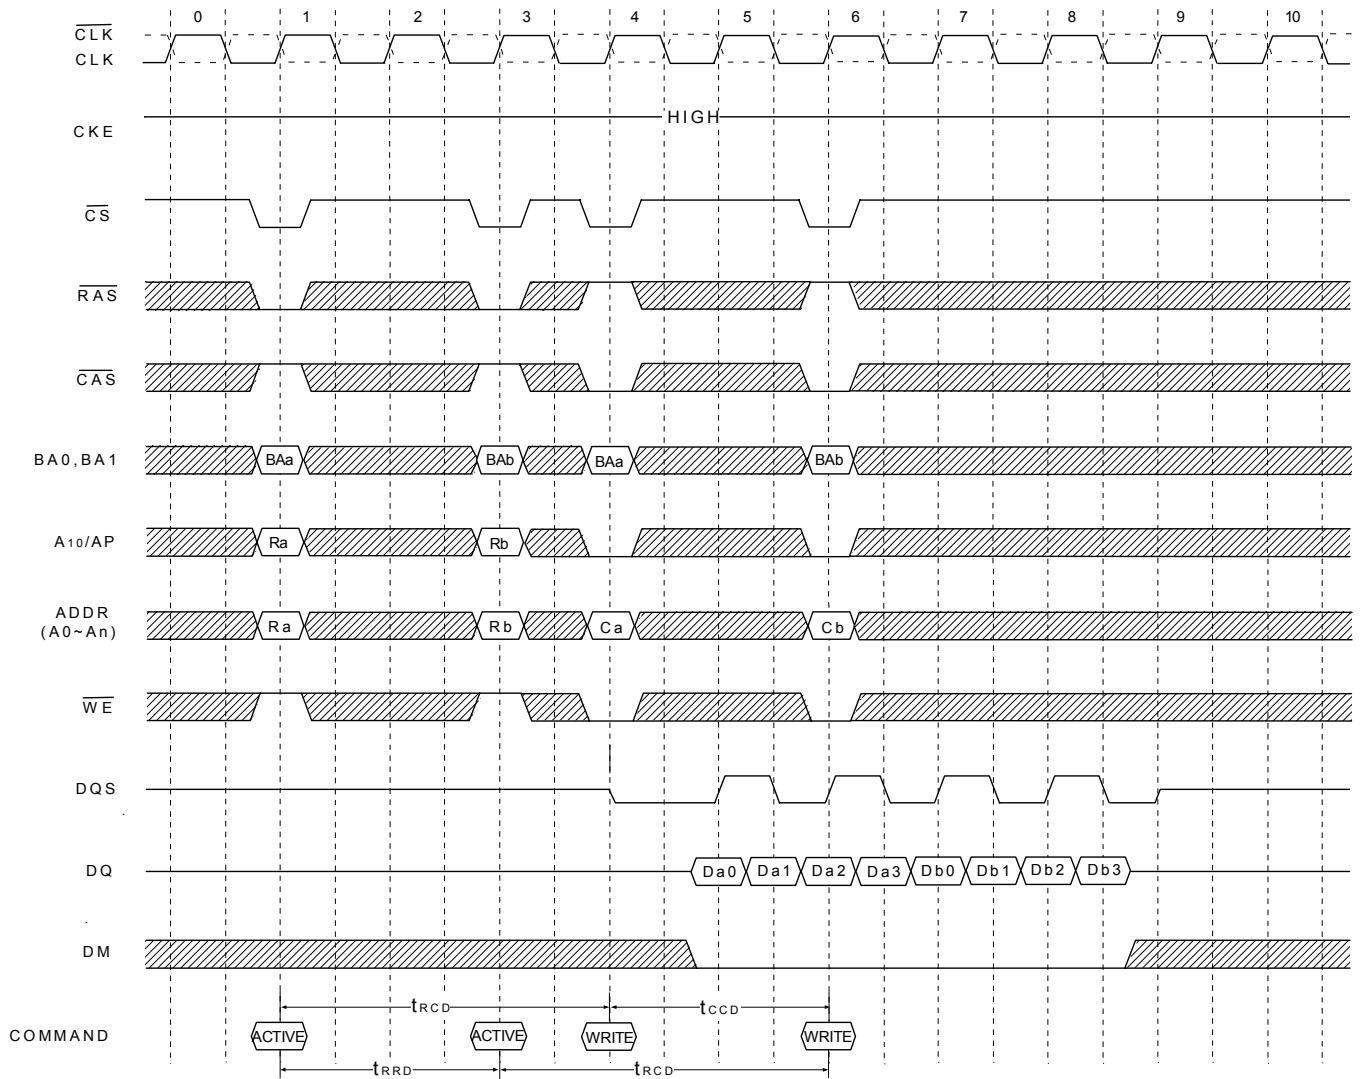 0 1 2 3 4 5 6 7 8 9 10
CLK
CLK
HIGH
CKE
CS
RAS
CAS
BA0,BA1 BAa BAb BAa BAb
A10/AP Ra Rb
ADDR
(A0~An) Ra Rb Ca Cb
WE
DQS
DQ Da0 Da1 Da2 Da3 Db0 Db1 Db2 Db3
DM
tRCD tCCD
COMMAND ACTIVE ACTIVE WRITE WRITE
tRRD tRCD